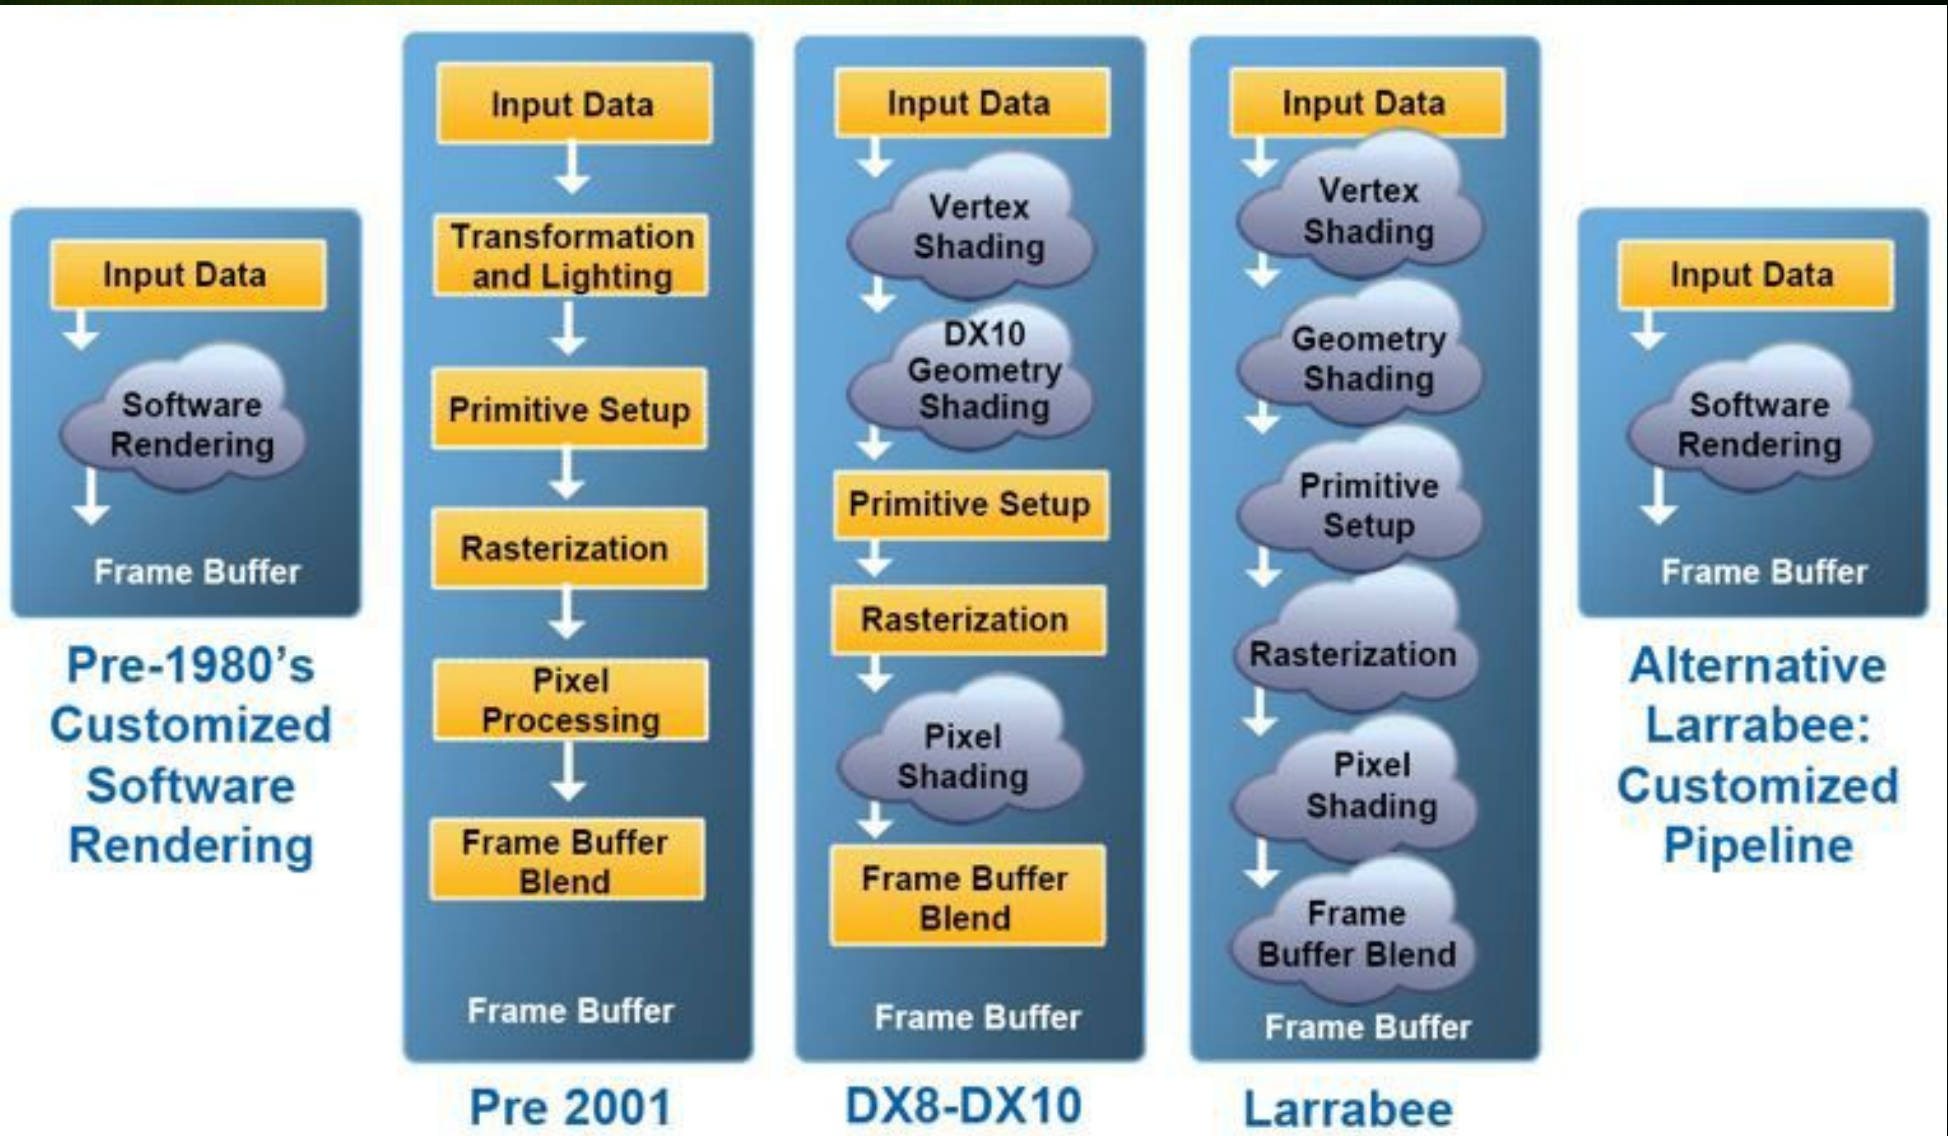 Input Data
Software
Rendering
Frame Buffer
Pre-1980's
Customized
Software
Rendering
Input Data
Transformation
and Lighting
Primitive Setup
Rasterization
Pixel
Processing
Frame Buffer
Blend
Frame Buffer
Pre 2001
Input Data
Vertex
Shading
DX10
Geometry
Shading
Primitive Setup
Rasterization
Pixel
Shading
Frame Buffer
Blend
Frame Buffer
DX8-DX10
Input Data
Vertex
Shading
Geometry
Shading
Primitive
Setup
Rasterization
Pixel
Shading
Frame
Buffer Blend
Frame Buffer
Larrabee
Input Data
Software
Rendering
Frame Buffer
Alternative
Larrabee:
Customized
Pipeline